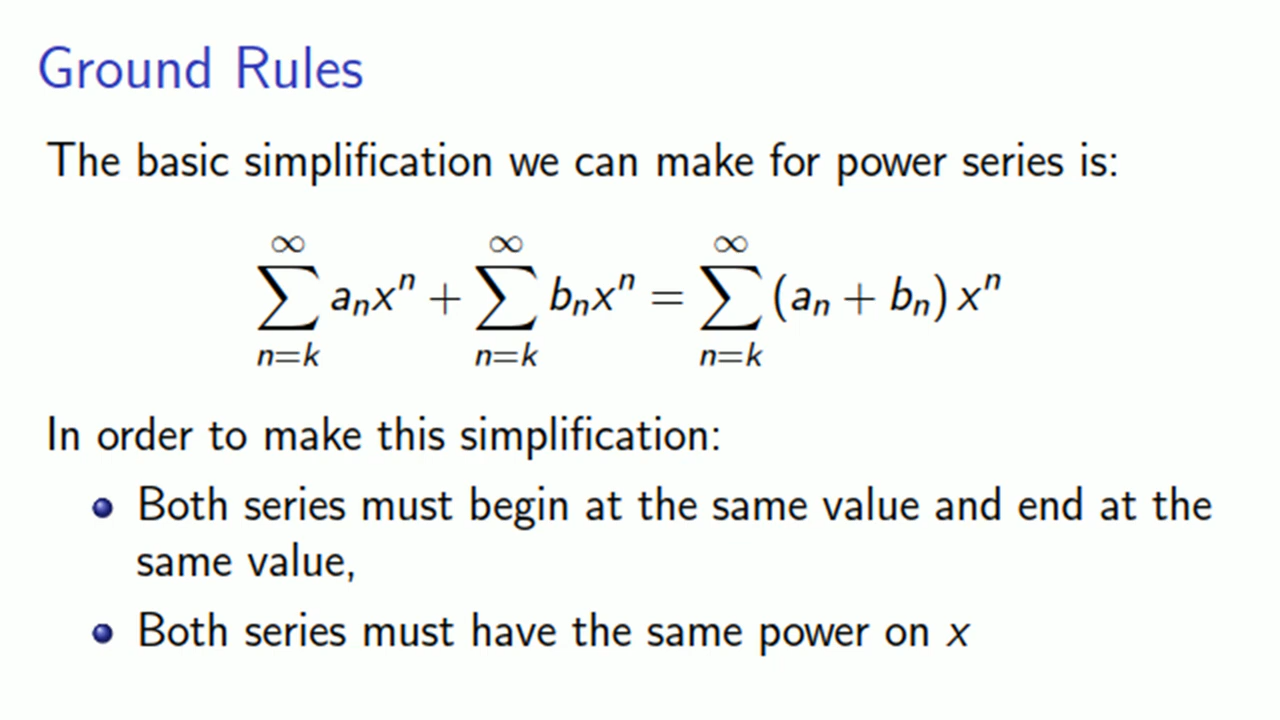 Ground Rules
The basic simplification we can make for power series is:
∑_{n=k}^{∞} a_n x^n + ∑_{n=k}^{∞} b_n x^n = ∑_{n=k}^{∞} (a_n + b_n) x^n
In order to make this simplification:
Both series must begin at the same value and end at the
same value,
Both series must have the same power on x